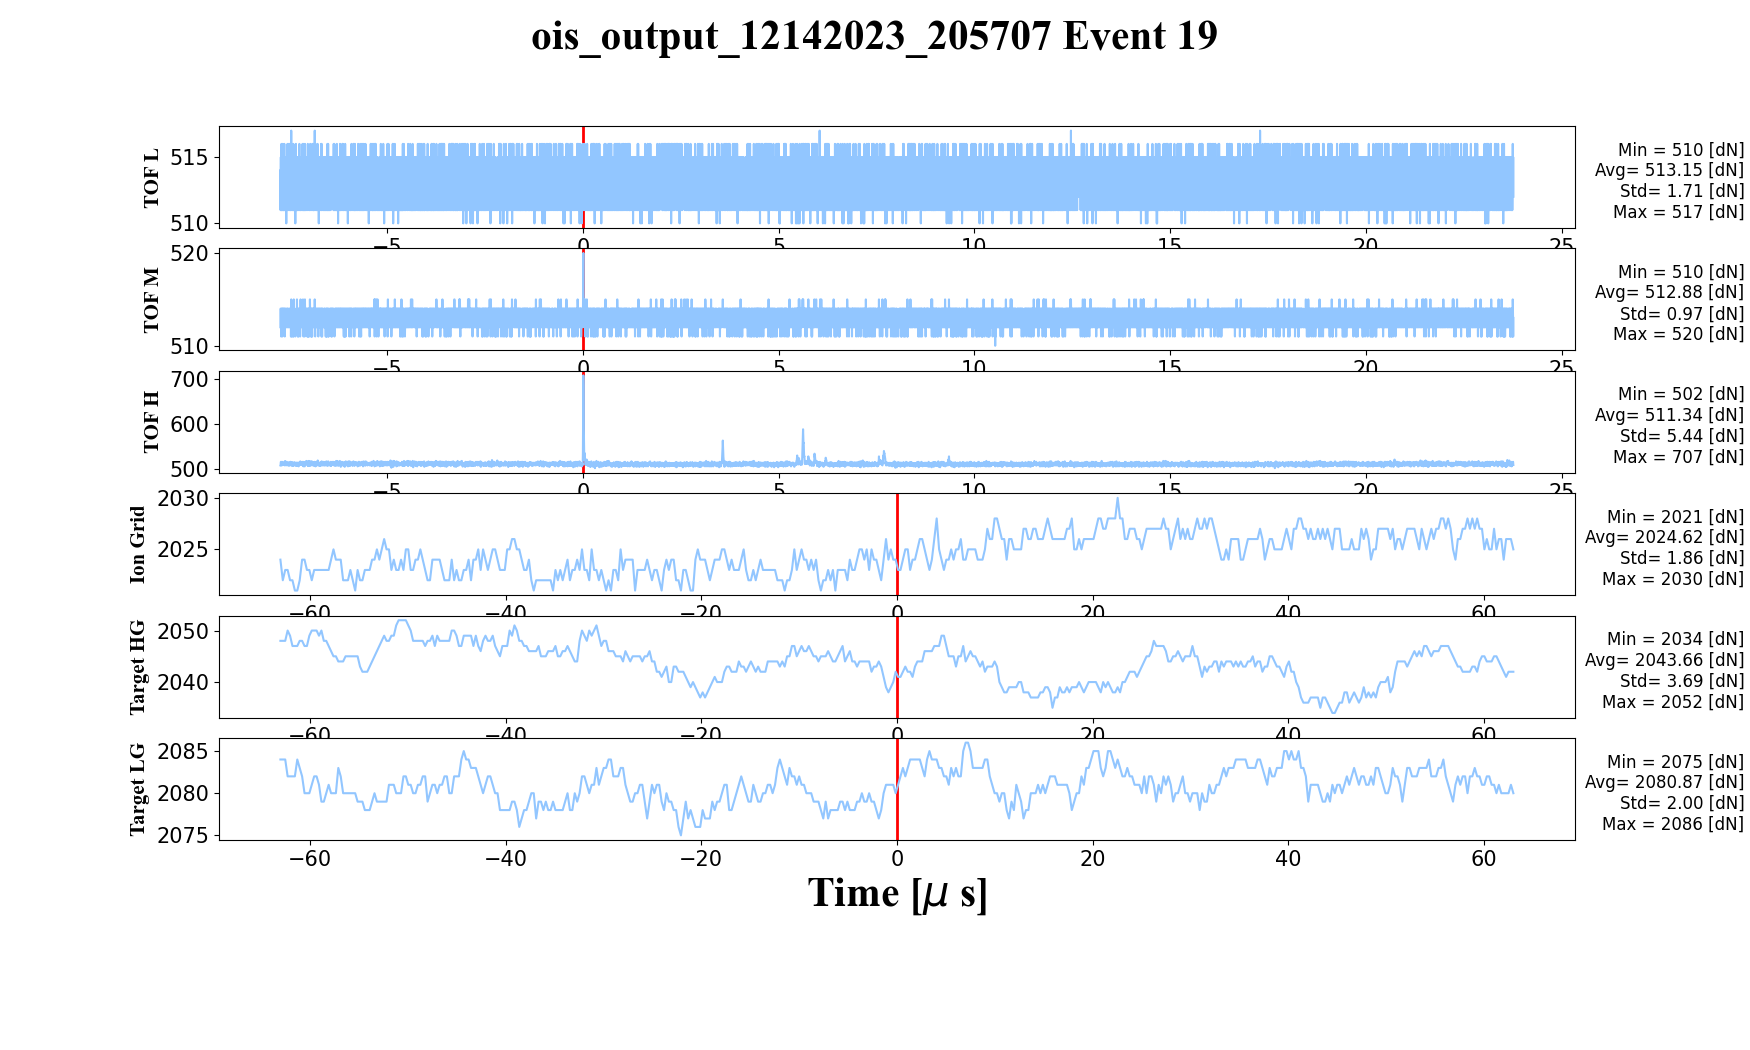 ois_output_12142023_205707 Event 19
TOF L
515
510
Min = 510 [dN]
Avg= 513.15 [dN]
Std= 1.71 [dN]
Max = 517 [dN]
−5 0 5 10 15 20 25
TOF M
520
510
Min = 510 [dN]
Avg= 512.88 [dN]
Std= 0.97 [dN]
Max = 520 [dN]
−5 0 5 10 15 20 25
TOF H
700
600
500
Min = 502 [dN]
Avg= 511.34 [dN]
Std= 5.44 [dN]
Max = 707 [dN]
−5 0 5 10 15 20 25
Ion Grid
2030
2025
Min = 2021 [dN]
Avg= 2024.62 [dN]
Std= 1.86 [dN]
Max = 2030 [dN]
−60 −40 −20 0 20 40 60
Target HG
2050
2040
Min = 2034 [dN]
Avg= 2043.66 [dN]
Std= 3.69 [dN]
Max = 2052 [dN]
−60 −40 −20 0 20 40 60
Target LG
2085
2080
2075
Min = 2075 [dN]
Avg= 2080.87 [dN]
Std= 2.00 [dN]
Max = 2086 [dN]
−60 −40 −20 0 20 40 60
Time [μ s]